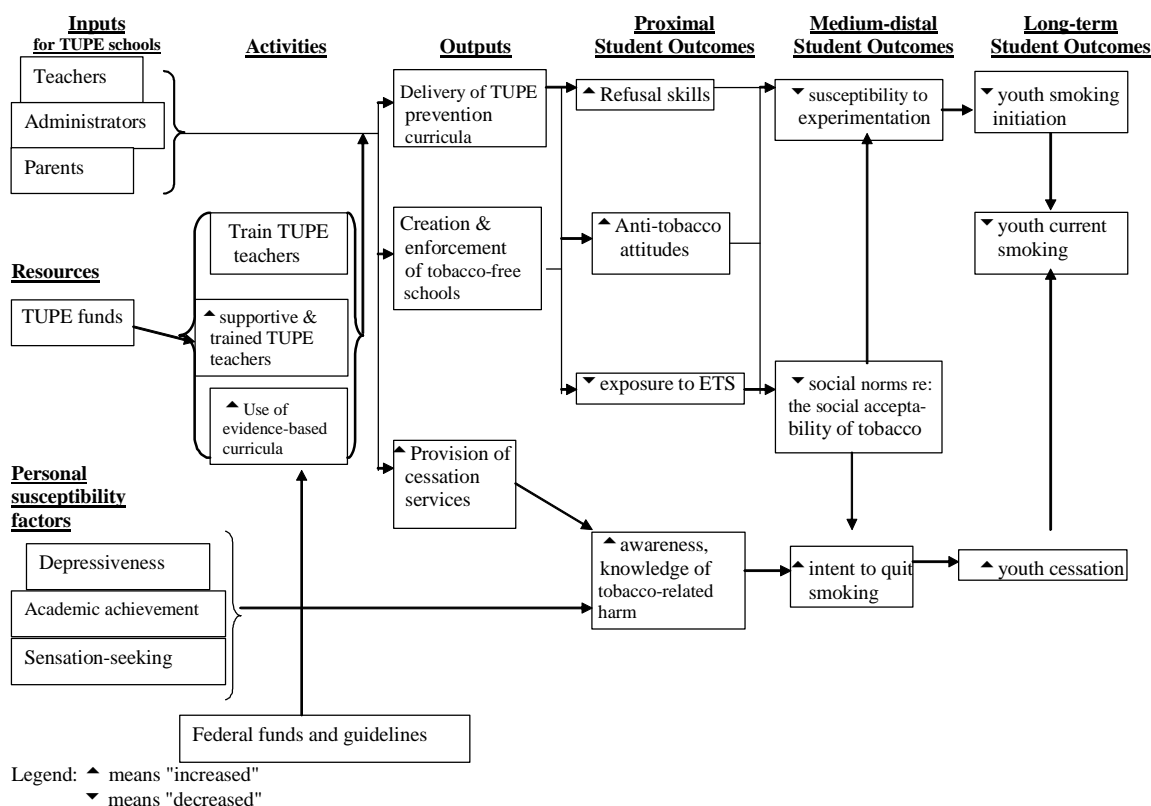 Inputs
for TUPE schools
Teachers
Administrators
Parents
Resources
TUPE funds
Personal
susceptibility
factors
Depressiveness
Academic achievement
Sensation-seeking
Activities
Train TUPE
teachers
▲ supportive &
trained TUPE
teachers
▲ Use of
evidence-based
curricula
Federal funds and guidelines
Outputs
Delivery of TUPE
prevention
curricula
Creation &
enforcement
of tobacco-free
schools
▲ Provision of
cessation
services
Proximal
Student Outcomes
▲ Refusal skills
▲ Anti-tobacco
attitudes
▼ exposure to ETS
▲ awareness,
knowledge of
tobacco-related
harm
Medium-distal
Student Outcomes
▼ susceptibility to
experimentation
▼ social norms re:
the social accepta-
bility of tobacco
▲ intent to quit
smoking
Long-term
Student Outcomes
▼ youth smoking
initiation
▼ youth current
smoking
▲ youth cessation
Legend: ▲ means "increased"
▼ means "decreased"